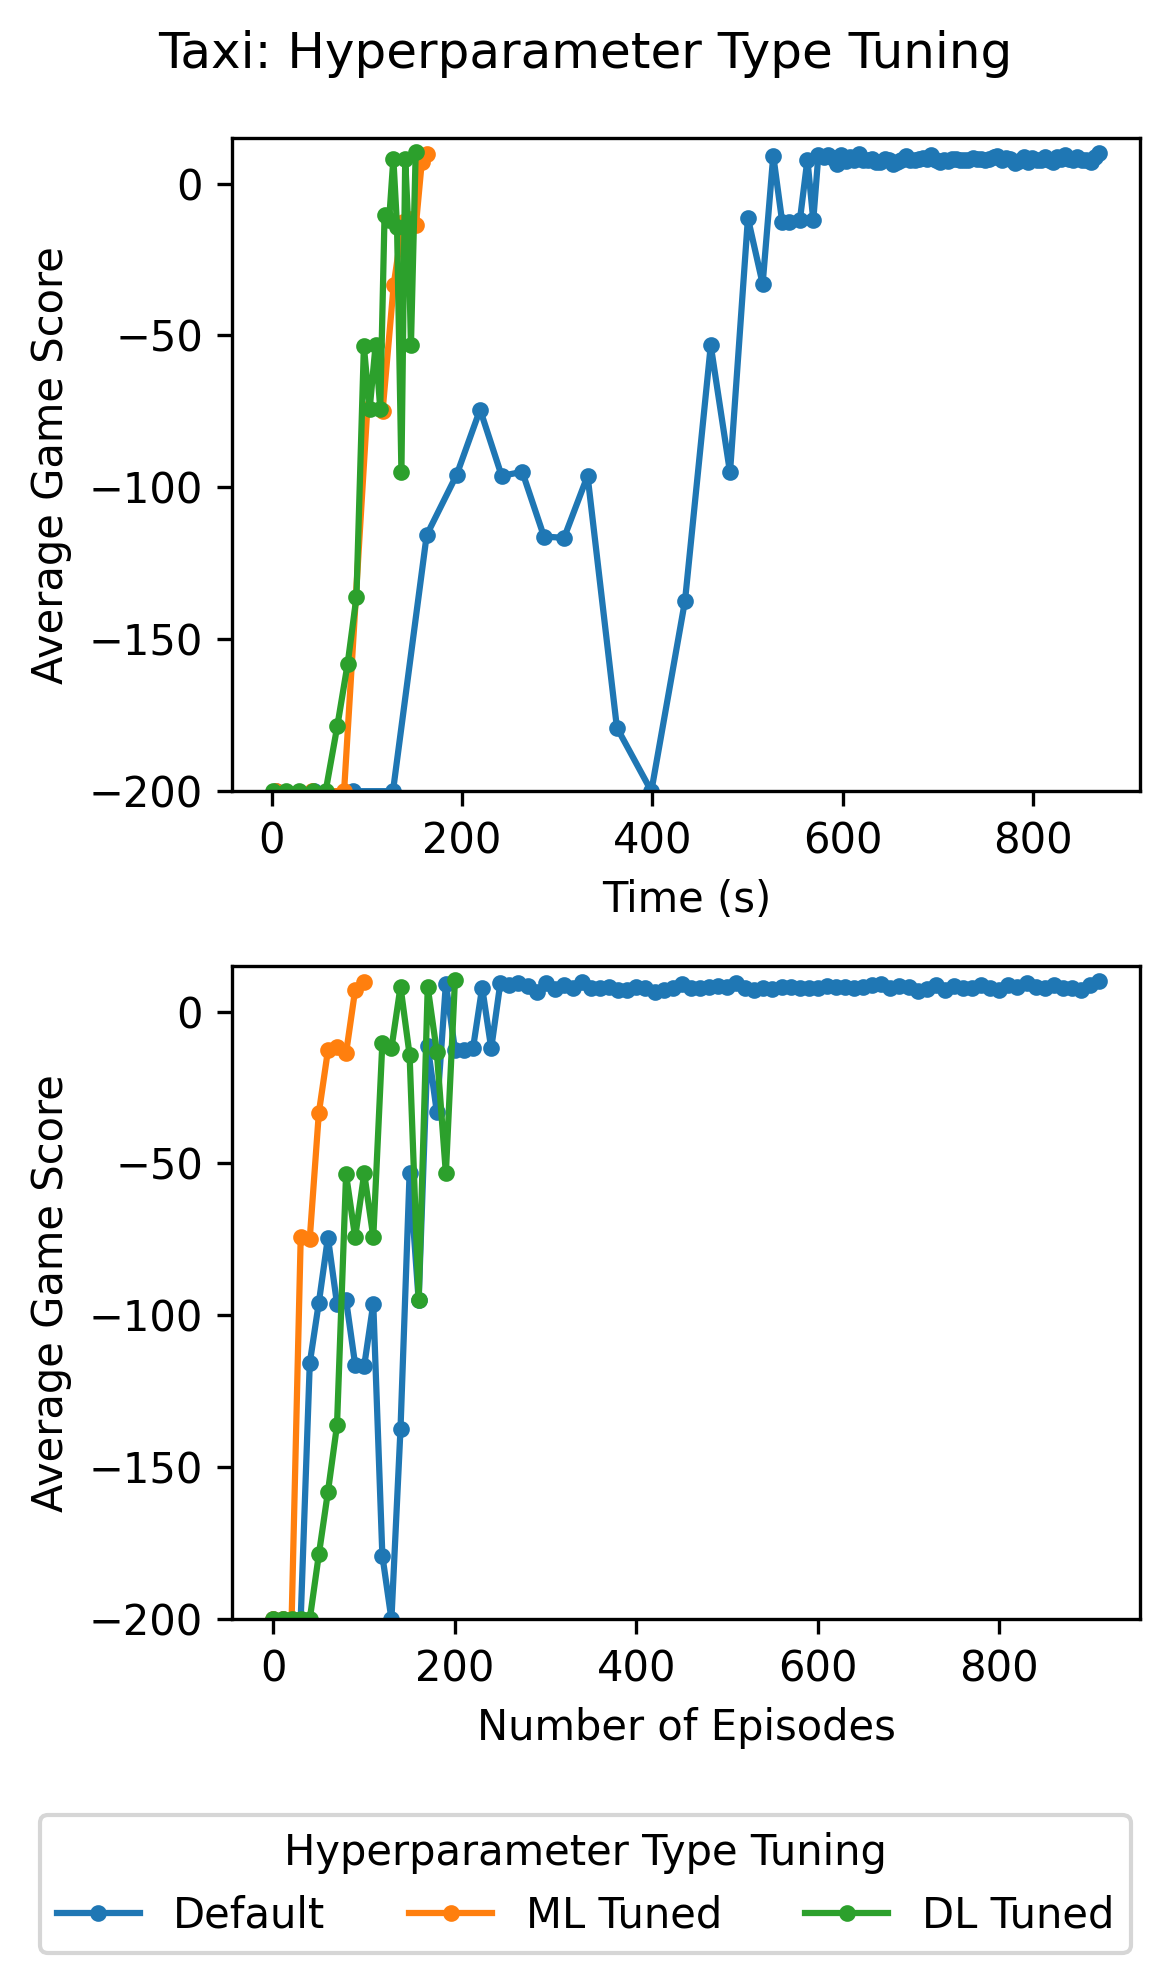 Taxi: Hyperparameter Type Tuning
Average Game Score
0
−50
−100
−150
−200
0 200 400 600 800
Time (s)
Average Game Score
0
−50
−100
−150
−200
0 200 400 600 800
Number of Episodes
Hyperparameter Type Tuning
Default ML Tuned DL Tuned